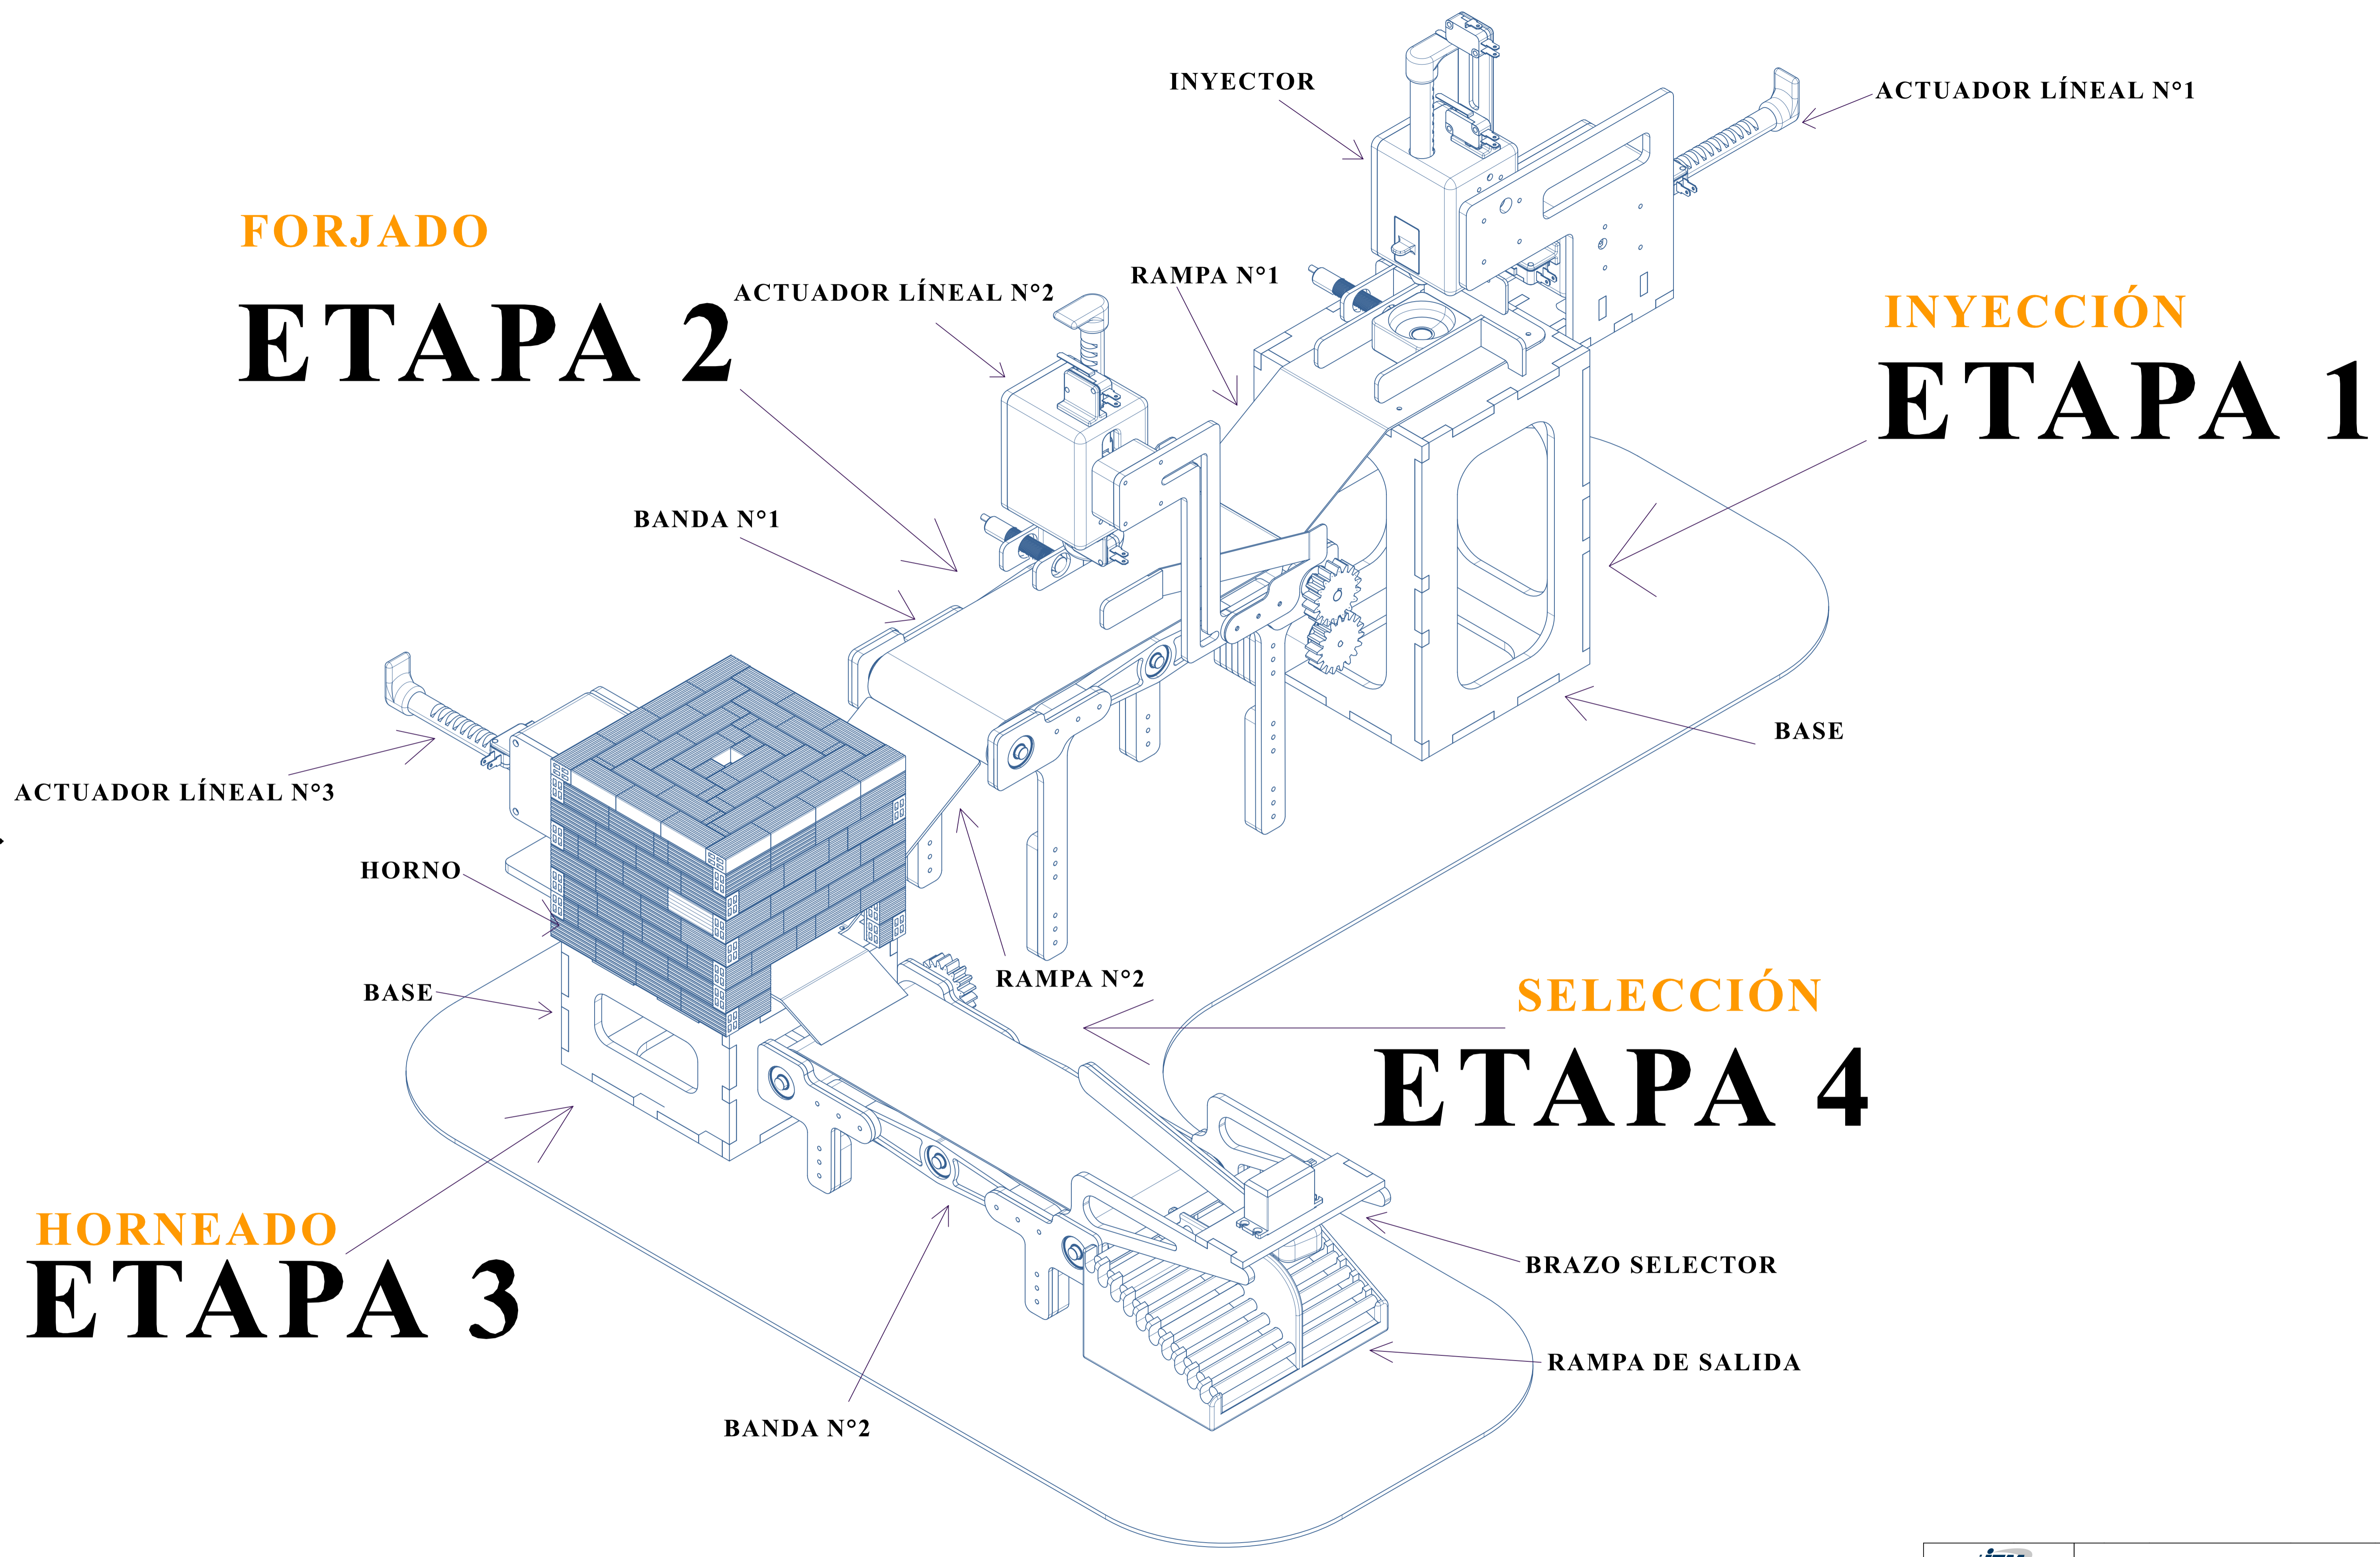 INYECTOR
ACTUADOR LÍNEAL N°1
FORJADO
ETAPA 2
ACTUADOR LÍNEAL N°2
RAMPA N°1
INYECCIÓN
ETAPA 1
BANDA N°1
BASE
ACTUADOR LÍNEAL N°3
HORNO
BASE
RAMPA N°2
SELECCIÓN
ETAPA 4
HORNEADO
ETAPA 3
BRAZO SELECTOR
RAMPA DE SALIDA
BANDA N°2